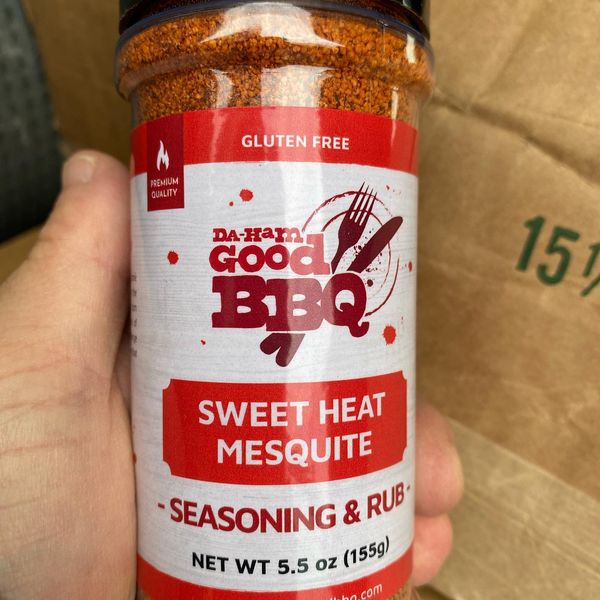 GLUTEN FREE
PREMIUM
QUALITY
DA-Ham
GOOD
BBQ
SWEET HEAT
MESQUITE
- SEASONING & RUB -
NET WT 5.5 oz (155g)
15